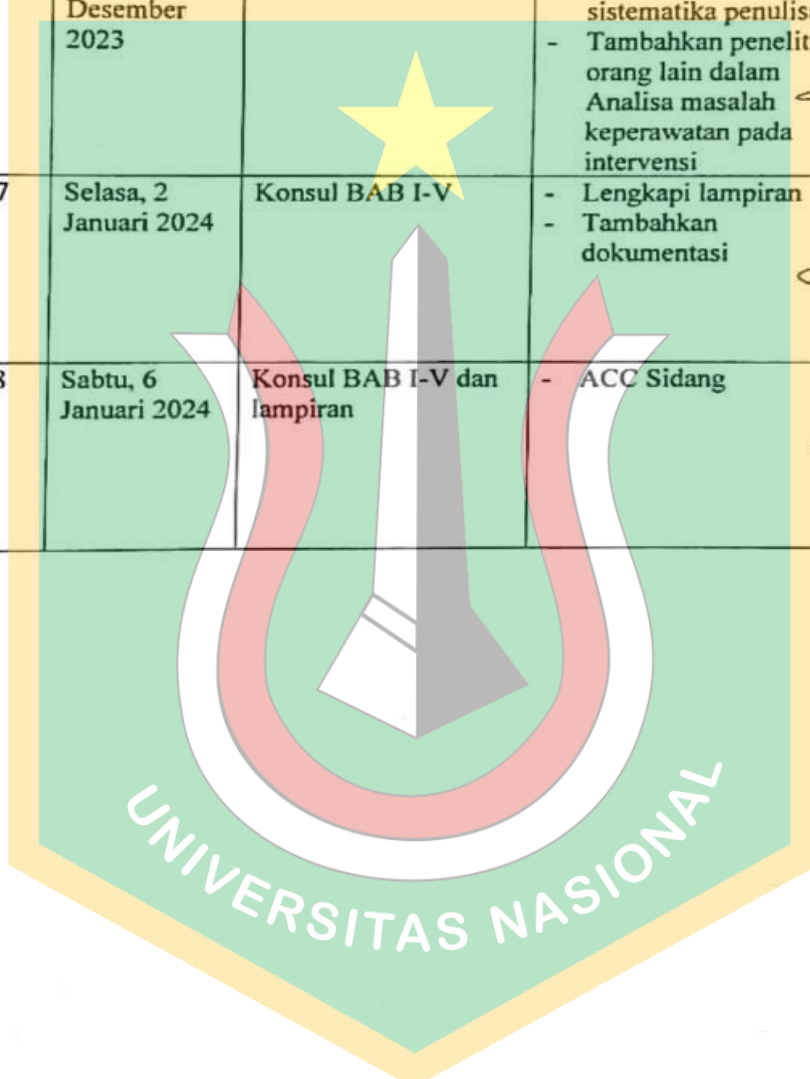 Desember
2023
sistematika penulis
- Tambahkan penelit
orang lain dalam
Analisa masalah
keperawatan pada
intervensi
7
Selasa, 2
Januari 2024
Konsul BAB I-V
- Lengkapi lampiran
- Tambahkan
dokumentasi
8
Sabtu, 6
Januari 2024
Konsul BAB I-V dan
lampiran
- ACC Sidang
UNIVERSITAS NASIONAL